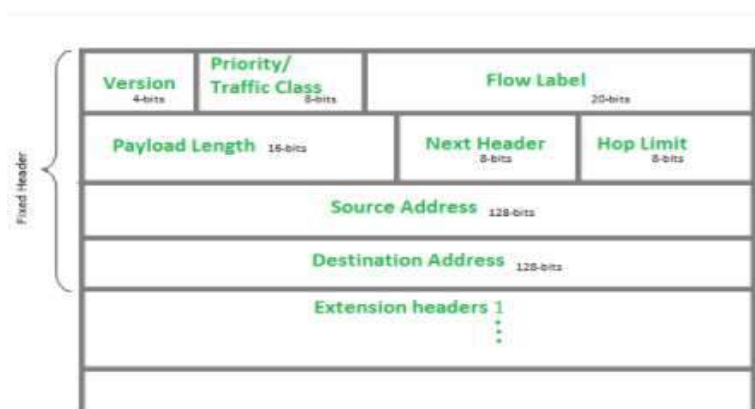 Fixed Header
Version
4-bits
Priority/
Traffic Class
8-bits
Flow Label
20-bits
Payload Length 16-bits
Next Header
8-bits
Hop Limit
8-bits
Source Address 128-bits
Destination Address 128-bits
Extension headers 1